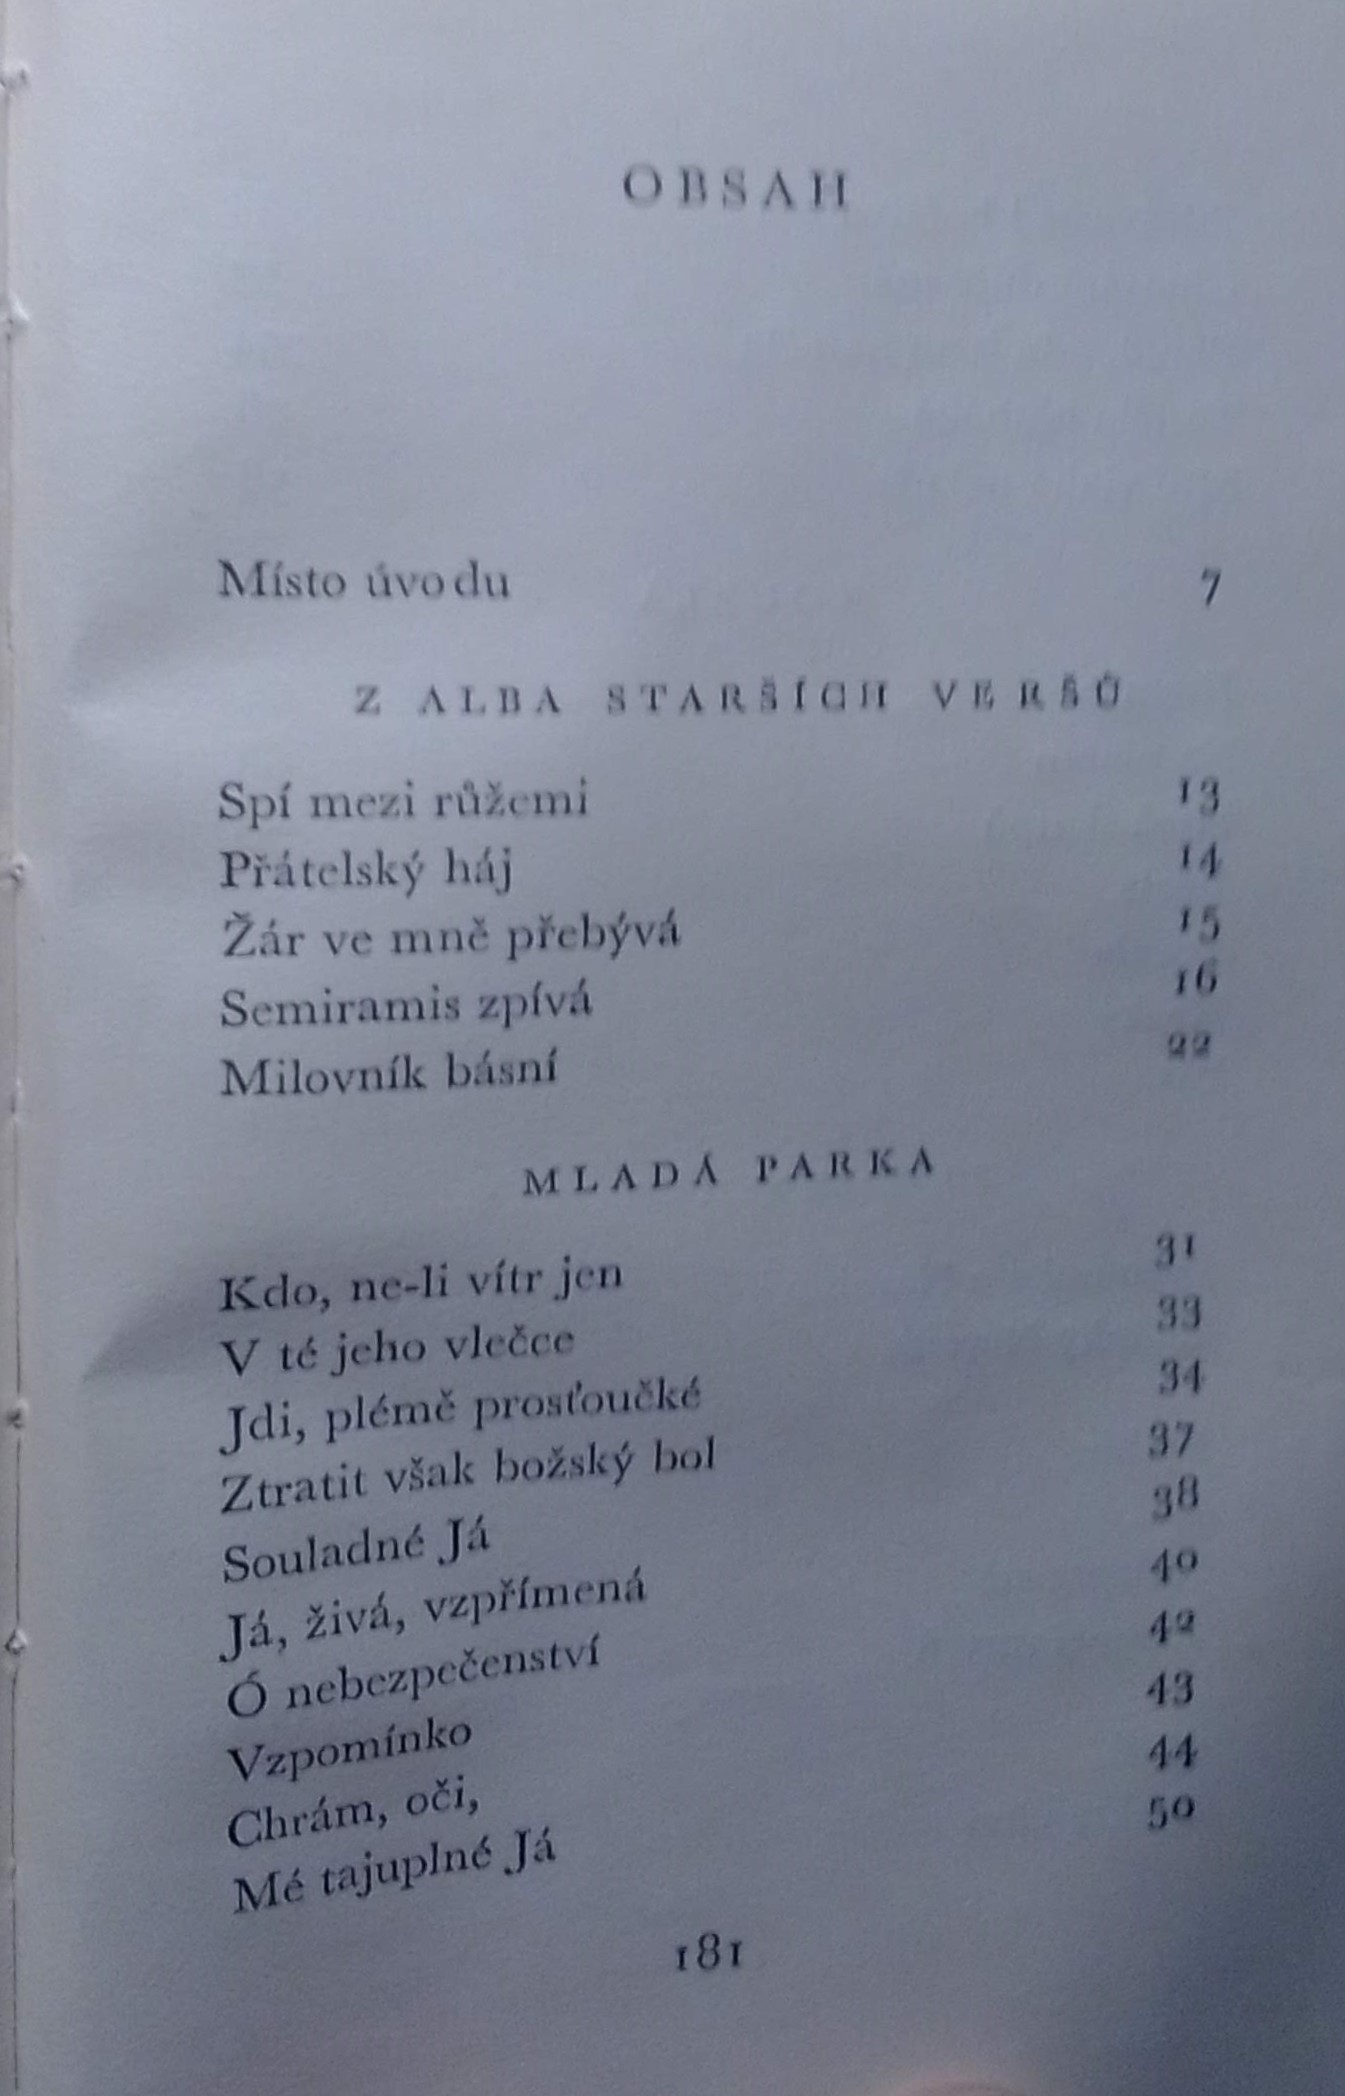 OBSAH
Místo úvodu 7
Z ALBA STARŠÍCH VERŠŮ
Spí mezi růžemi 13
Přátelský háj 14
Žár ve mně přebývá 15
Semiramis zpívá 16
Milovník básní 22
MLADÁ PARKA
Kdo, ne-li vítr jen 31
V té jeho vlečce 33
Jdi, plémě prosťoučké 34
Ztratit však božský bol 37
Souladné Já 38
Já, živá, vzpřímená 40
Ó nebezpečenství 42
Vzpomínko 43
Chrám, oči, 44
Mé tajuplné Já 50
181